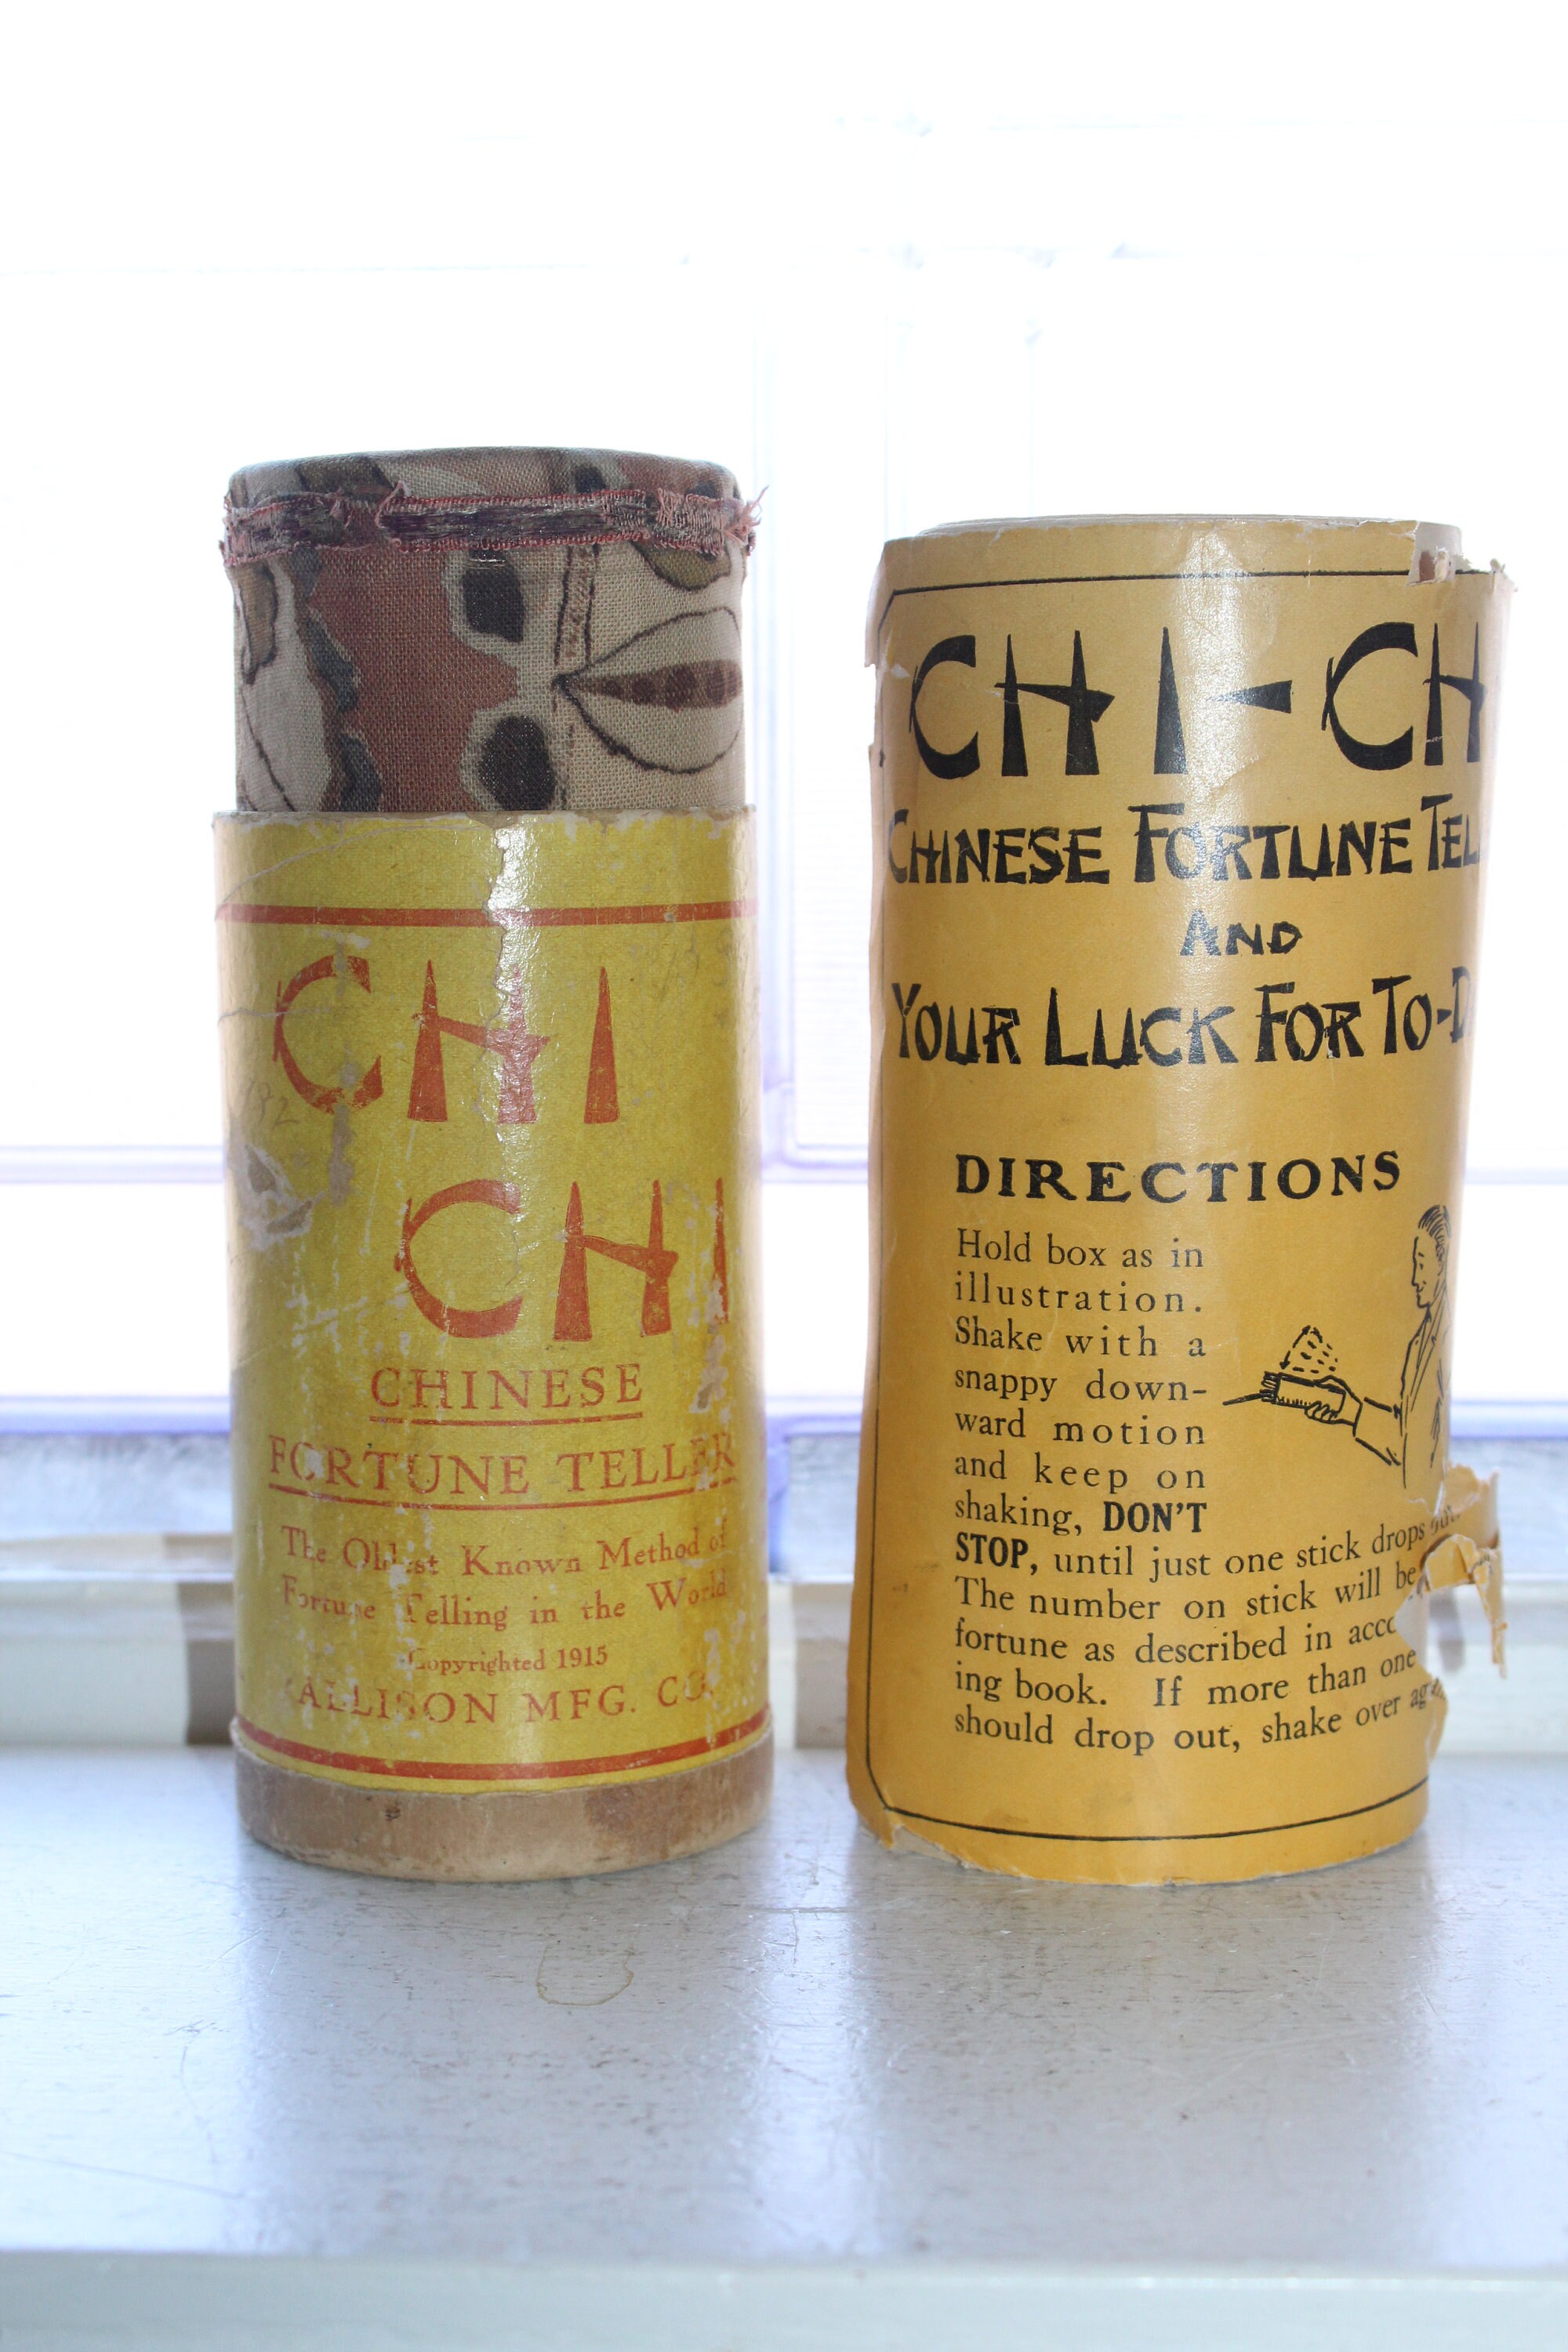 CHI
CHI
CHINESE
FORTUNE TELLER
The Oldest Known Method of
Fortune Telling in the World
Copyrighted 1915
ALLISON MFG. CO.
CHI-CH
CHINESE FORTUNE TEL
AND
YOUR LUCK FOR TO-D
DIRECTIONS
Hold box as in
illustration.
Shake with a
snappy down-
ward motion
and keep on
shaking, DON'T
STOP, until just one stick drops out.
The number on stick will be
fortune as described in acco
ing book. If more than one
should drop out, shake over aga